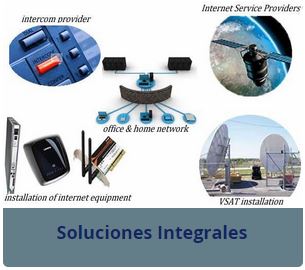 intercom provider
Internet Service Providers
office & home network
installation of internet equipment
VSAT installation
Soluciones Integrales